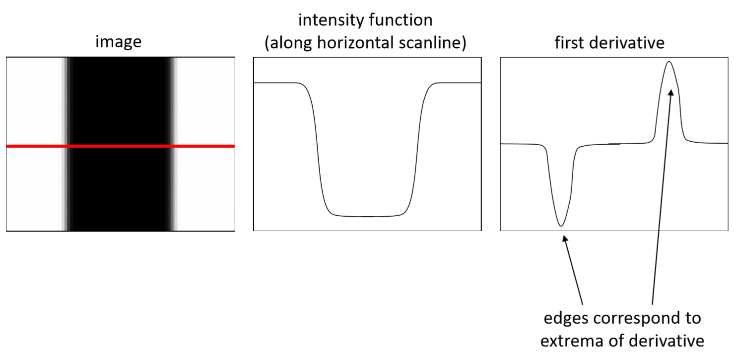 image
intensity function
(along horizontal scanline)
first derivative
edges correspond to
extrema of derivative